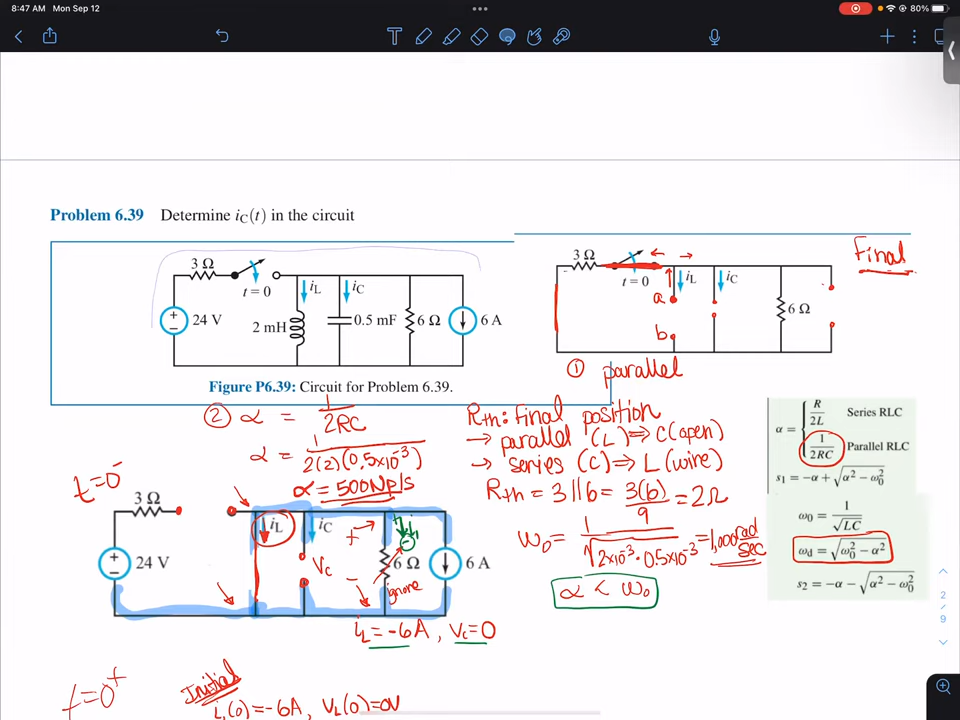 8:47 AM Mon Sep 12
80%
Problem 6.39 Determine iC(t) in the circuit
3 Ω
t = 0
iL
iC
24 V
2 mH
0.5 mF
6 Ω
6 A
Figure P6.39: Circuit for Problem 6.39.
3 Ω
t = 0
iL
iC
a
b
6 Ω
Final
① parallel
② α = 1/2RC
α = 1/2(2)(0.5x10⁻³)
α = 500Np/s
Rth: final position
→ parallel (L) ⇒ C(open)
→ series (C) ⇒ L (wire)
Rth = 3||6 = 3(6)/9 = 2Ω
ω0 = 1/√2x10⁻³·0.5x10⁻³ = 1,000 rad/sec
α < ω0
α = { R/2L Series RLC
1/2RC Parallel RLC
s1 = −α + √α² − ω0²
ω0 = 1/√LC
ωd = √ω0² − α²
s2 = −α − √α² − ω0²
t=0⁻
3 Ω
24 V
iL
iC
+
Vc
−
6 Ω
ignore
6 A
iL = -6A, Vc=0
2
/
9
t=0⁺
Initial
iL(0)=-6A, VL(0)=0V